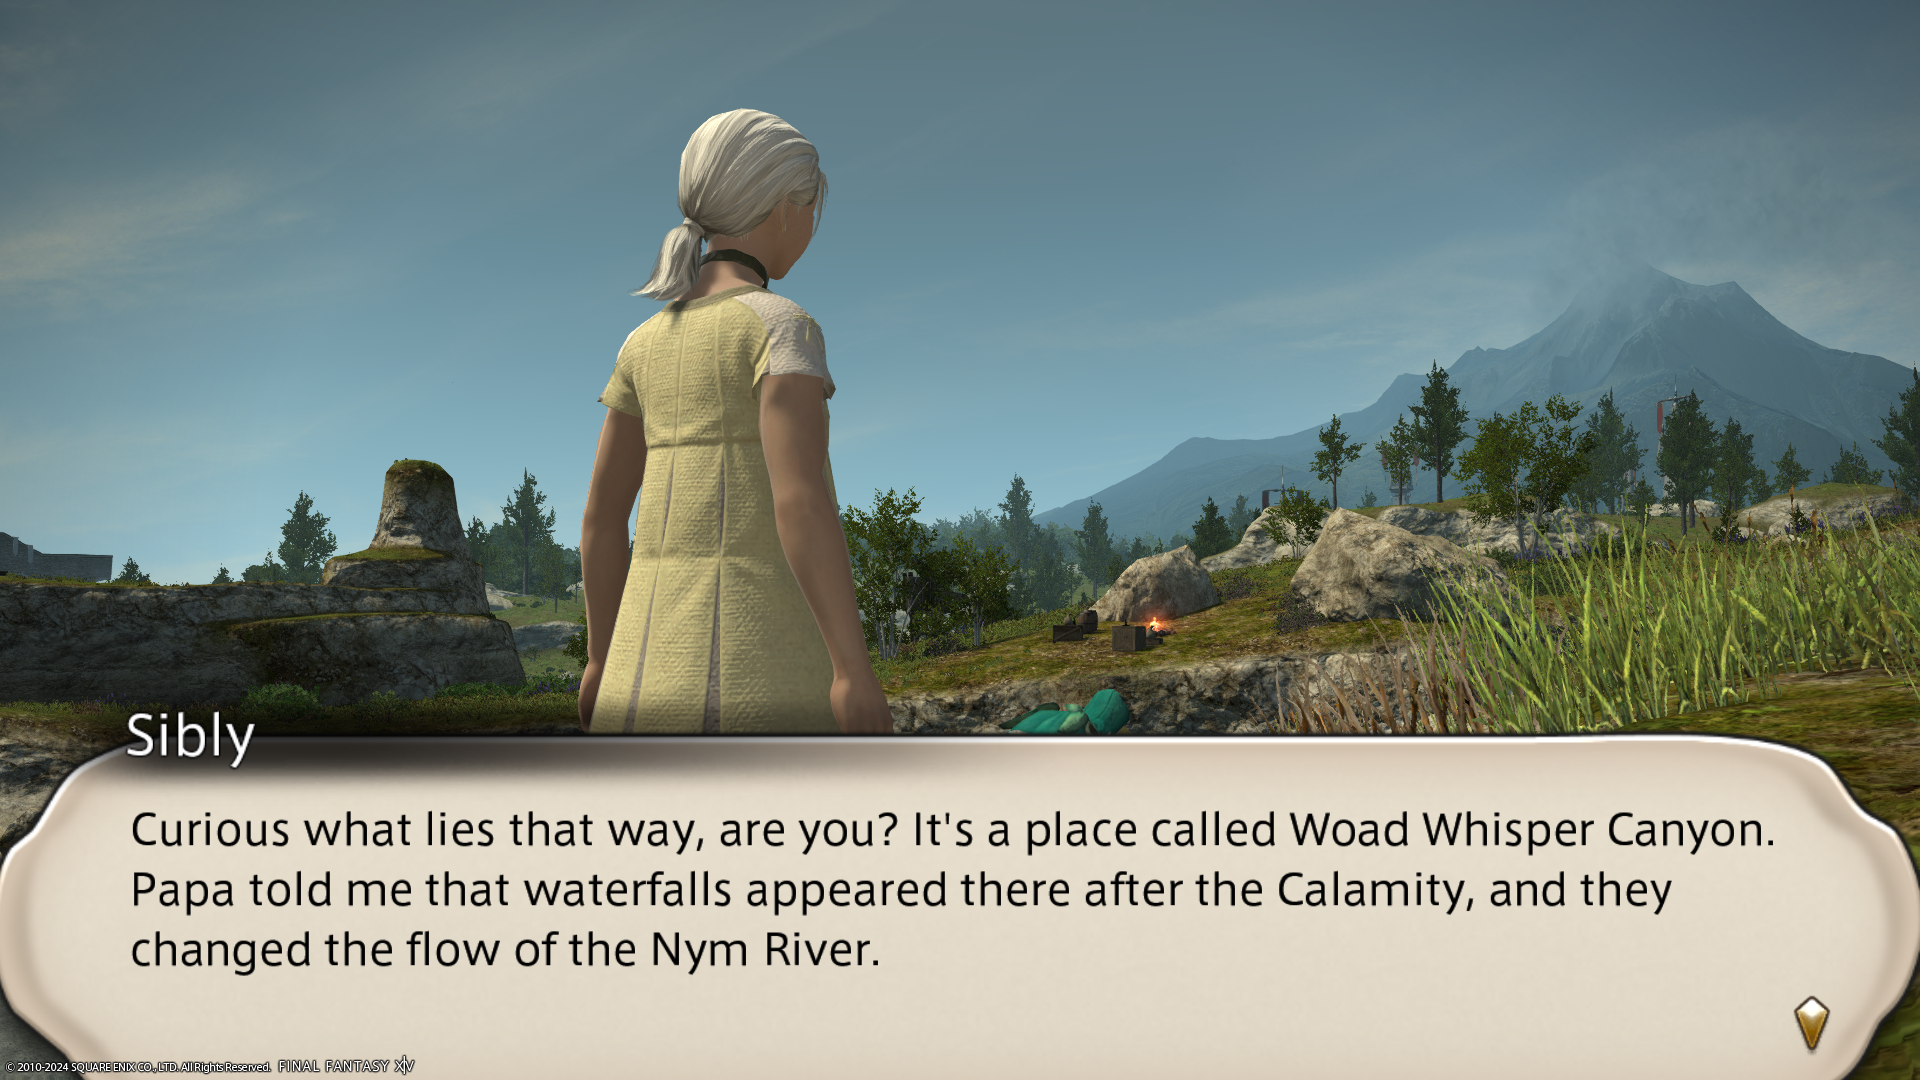 Sibly
Curious what lies that way, are you? It's a place called Woad Whisper Canyon.
Papa told me that waterfalls appeared there after the Calamity, and they
changed the flow of the Nym River.
© 2010-2024 SQUARE ENIX CO., LTD. All Rights Reserved. FINAL FANTASY XIV